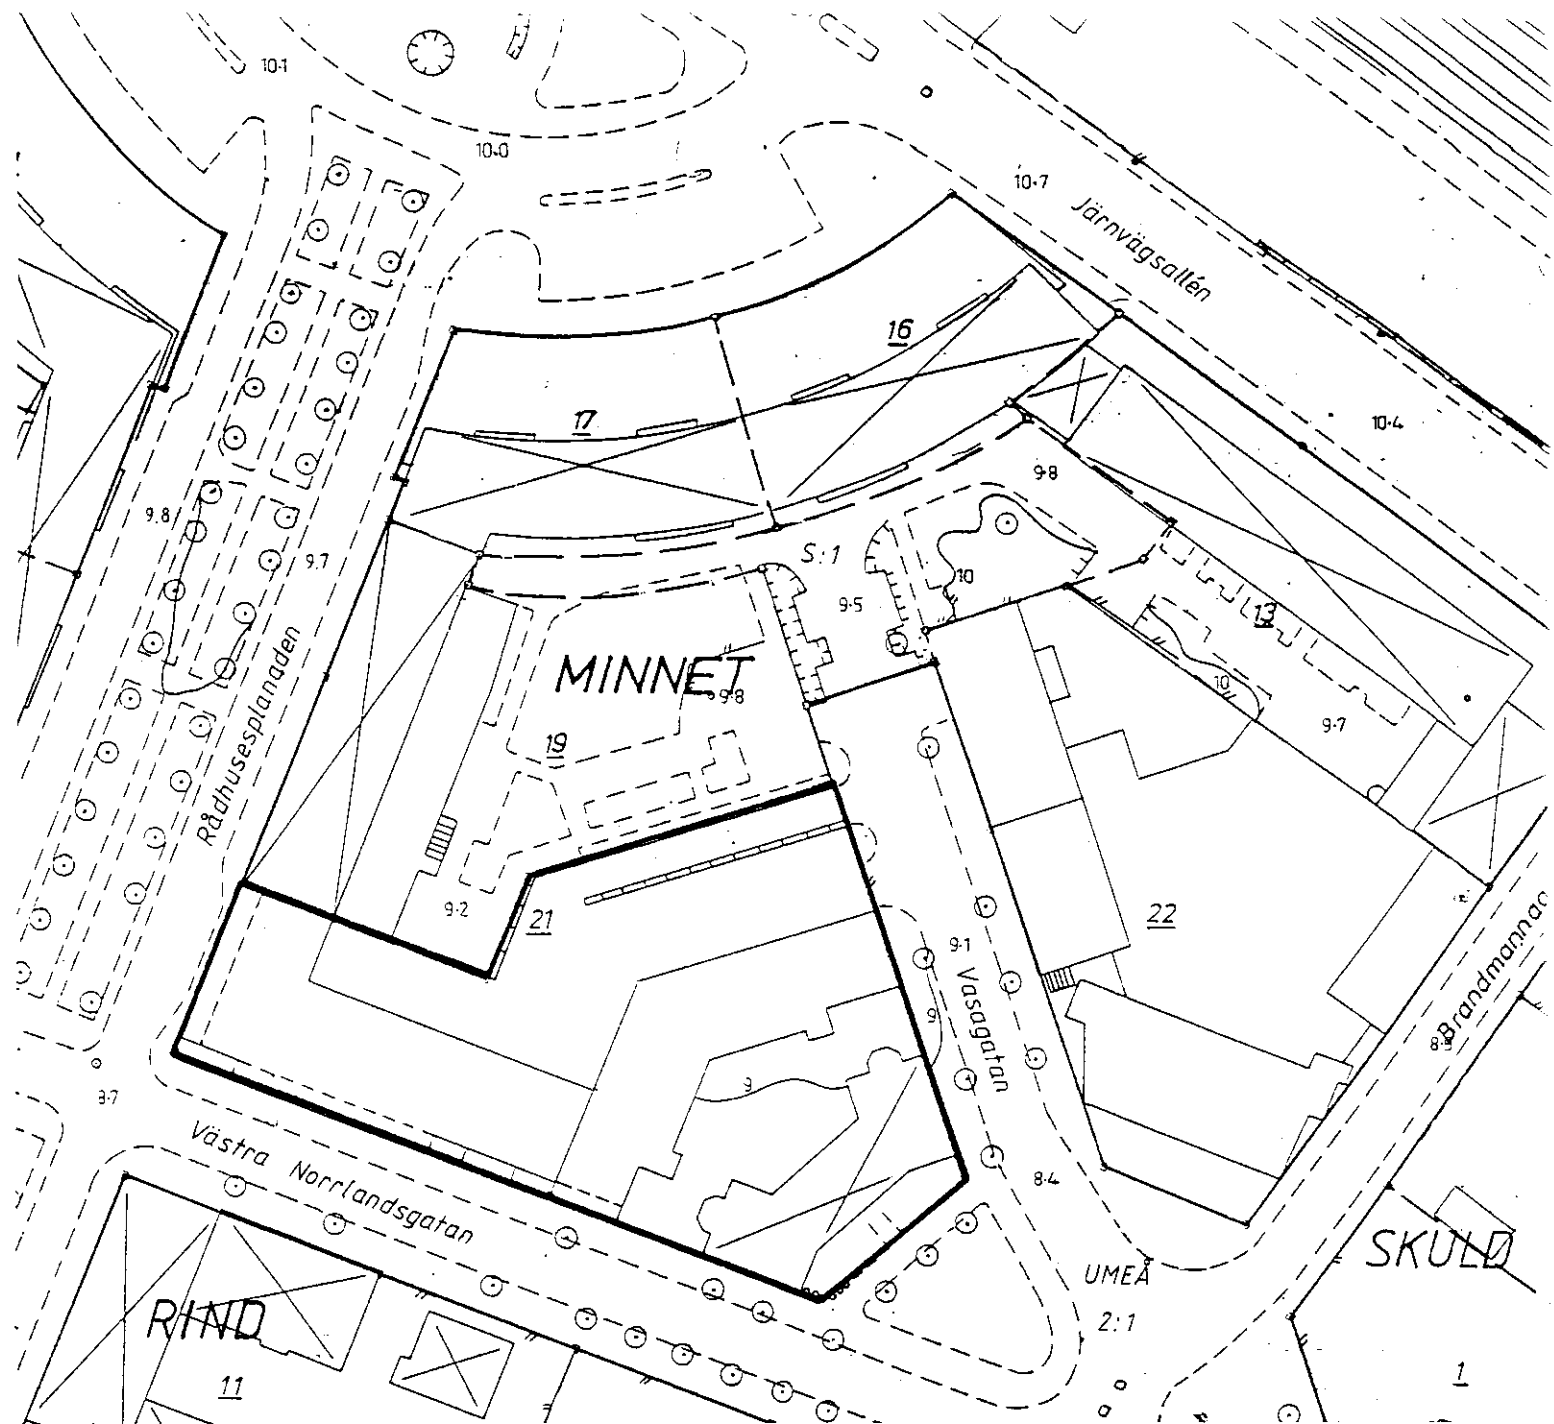 10.1
10.0
10.7
Järnvägsallén
16
17
10.4
9.8
9.8
9.7
S:1
10
9.5
13
MINNET
9.8
10
9.7
19
Rådhusesplanaden
9.2
21
22
9.1
Vasagatan
9
Brandmannag
8.9
9
8.7
Västra Norrlandsgatan
8.4
SKULD
UMEÅ
2:1
RIND
11
1